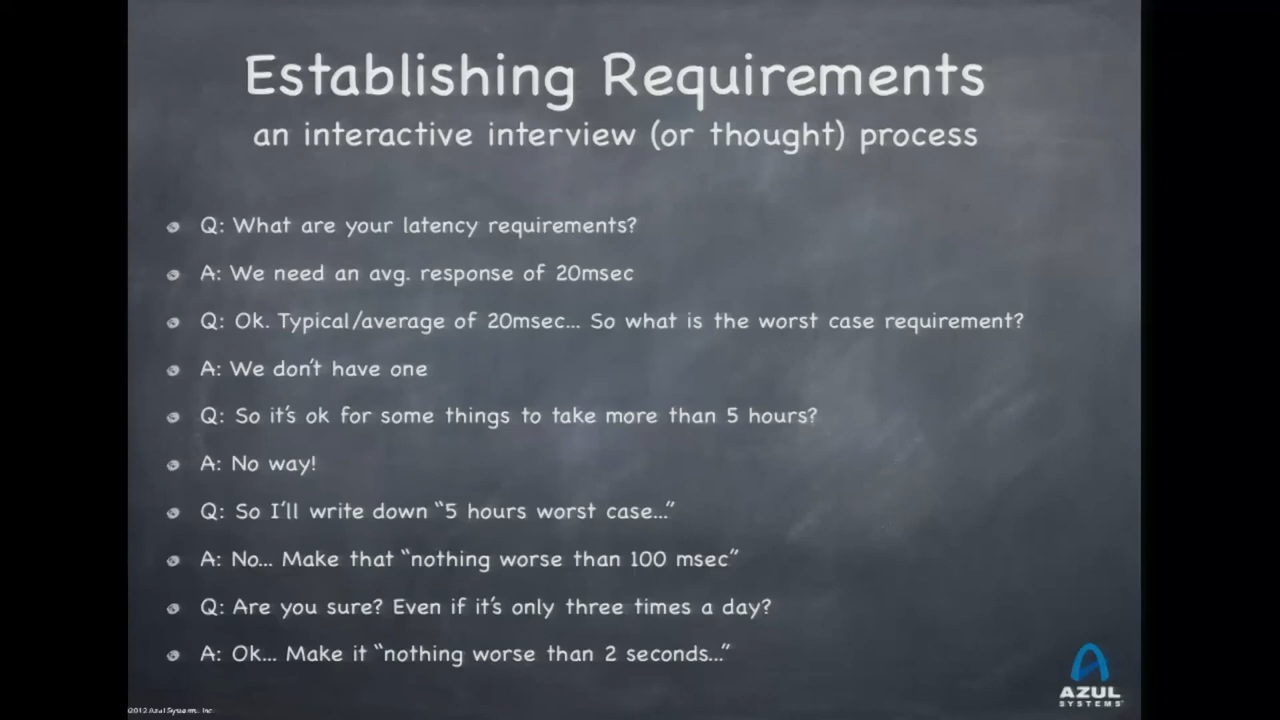 Establishing Requirements
an interactive interview (or thought) process
Q: What are your latency requirements?
A: We need an avg. response of 20msec
Q: Ok. Typical/average of 20msec... So what is the worst case requirement?
A: We don't have one
Q: So it's ok for some things to take more than 5 hours?
A: No way!
Q: So I'll write down "5 hours worst case..."
A: No... Make that "nothing worse than 100 msec"
Q: Are you sure? Even if it's only three times a day?
A: Ok... Make it "nothing worse than 2 seconds..."
AZUL
SYSTEMS
©2012 Azul Systems, Inc.